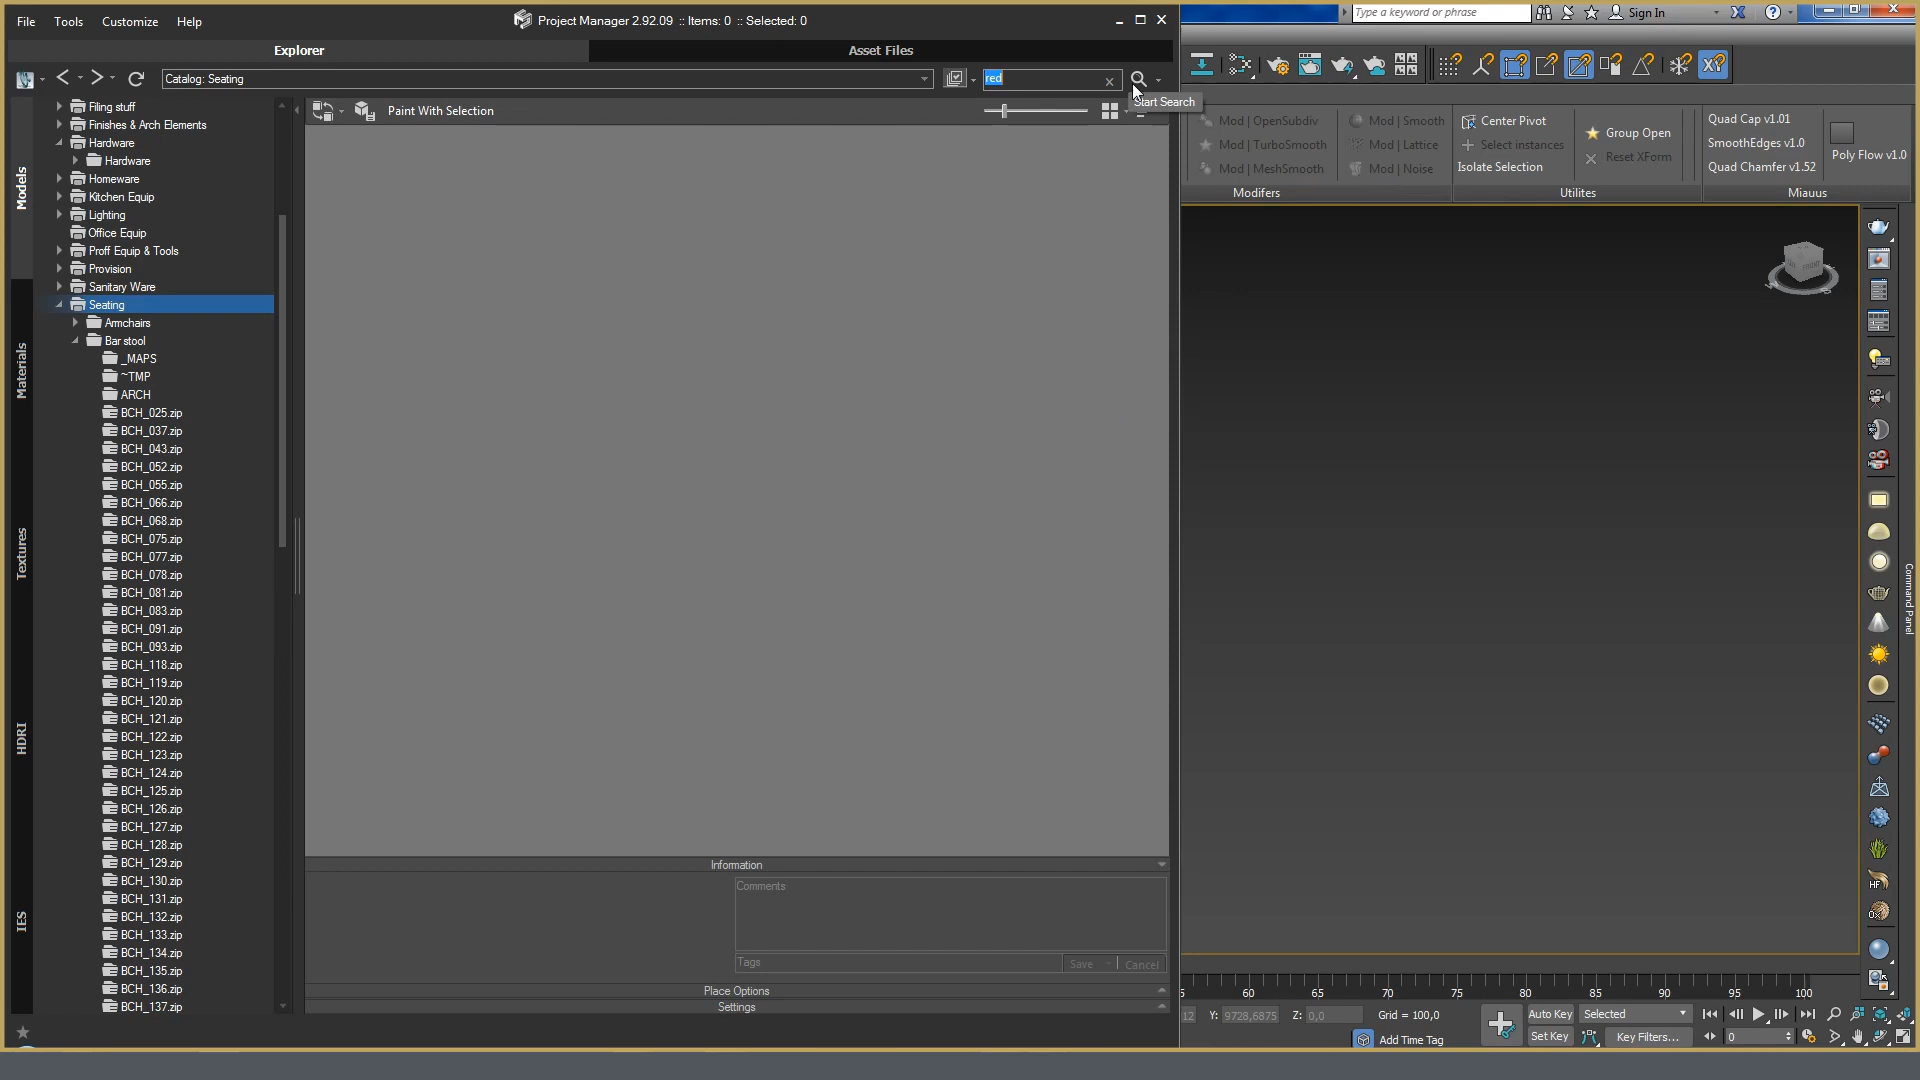 File Tools Customize Help
Project Manager 2.92.09 :: Items: 0 :: Selected: 0
Type a keyword or phrase
Sign In
Explorer
Asset Files
Catalog: Seating
red
Start Search
Paint With Selection
Models
Materials
Textures
HDRI
IES
Filing stuff
Finishes & Arch Elements
Hardware
Hardware
Homeware
Kitchen Equip
Lighting
Office Equip
Proff Equip & Tools
Provision
Sanitary Ware
Seating
Armchairs
Bar stool
_MAPS
~TMP
ARCH
BCH_025.zip
BCH_037.zip
BCH_043.zip
BCH_052.zip
BCH_055.zip
BCH_066.zip
BCH_068.zip
BCH_075.zip
BCH_077.zip
BCH_078.zip
BCH_081.zip
BCH_083.zip
BCH_091.zip
BCH_093.zip
BCH_118.zip
BCH_119.zip
BCH_120.zip
BCH_121.zip
BCH_122.zip
BCH_123.zip
BCH_124.zip
BCH_125.zip
BCH_126.zip
BCH_127.zip
BCH_128.zip
BCH_129.zip
BCH_130.zip
BCH_131.zip
BCH_132.zip
BCH_133.zip
BCH_134.zip
BCH_135.zip
BCH_136.zip
BCH_137.zip
Information
Comments
Tags
Save
Cancel
Place Options
Settings
Mod | OpenSubdiv
Mod | TurboSmooth
Mod | MeshSmooth
Mod | Smooth
Mod | Lattice
Mod | Noise
Modifers
Center Pivot
Select instances
Isolate Selection
Group Open
Reset XForm
Utilites
Quad Cap v1.01
SmoothEdges v1.0
Quad Chamfer v1.52
Poly Flow v1.0
Miauus
XY
Command Panel
HF
5 60 65 70 75 80 85 90 95 100
12 Y: 9728,6875 Z: 0,0 Grid = 100,0
Add Time Tag
Auto Key Selected
Set Key Key Filters...
0